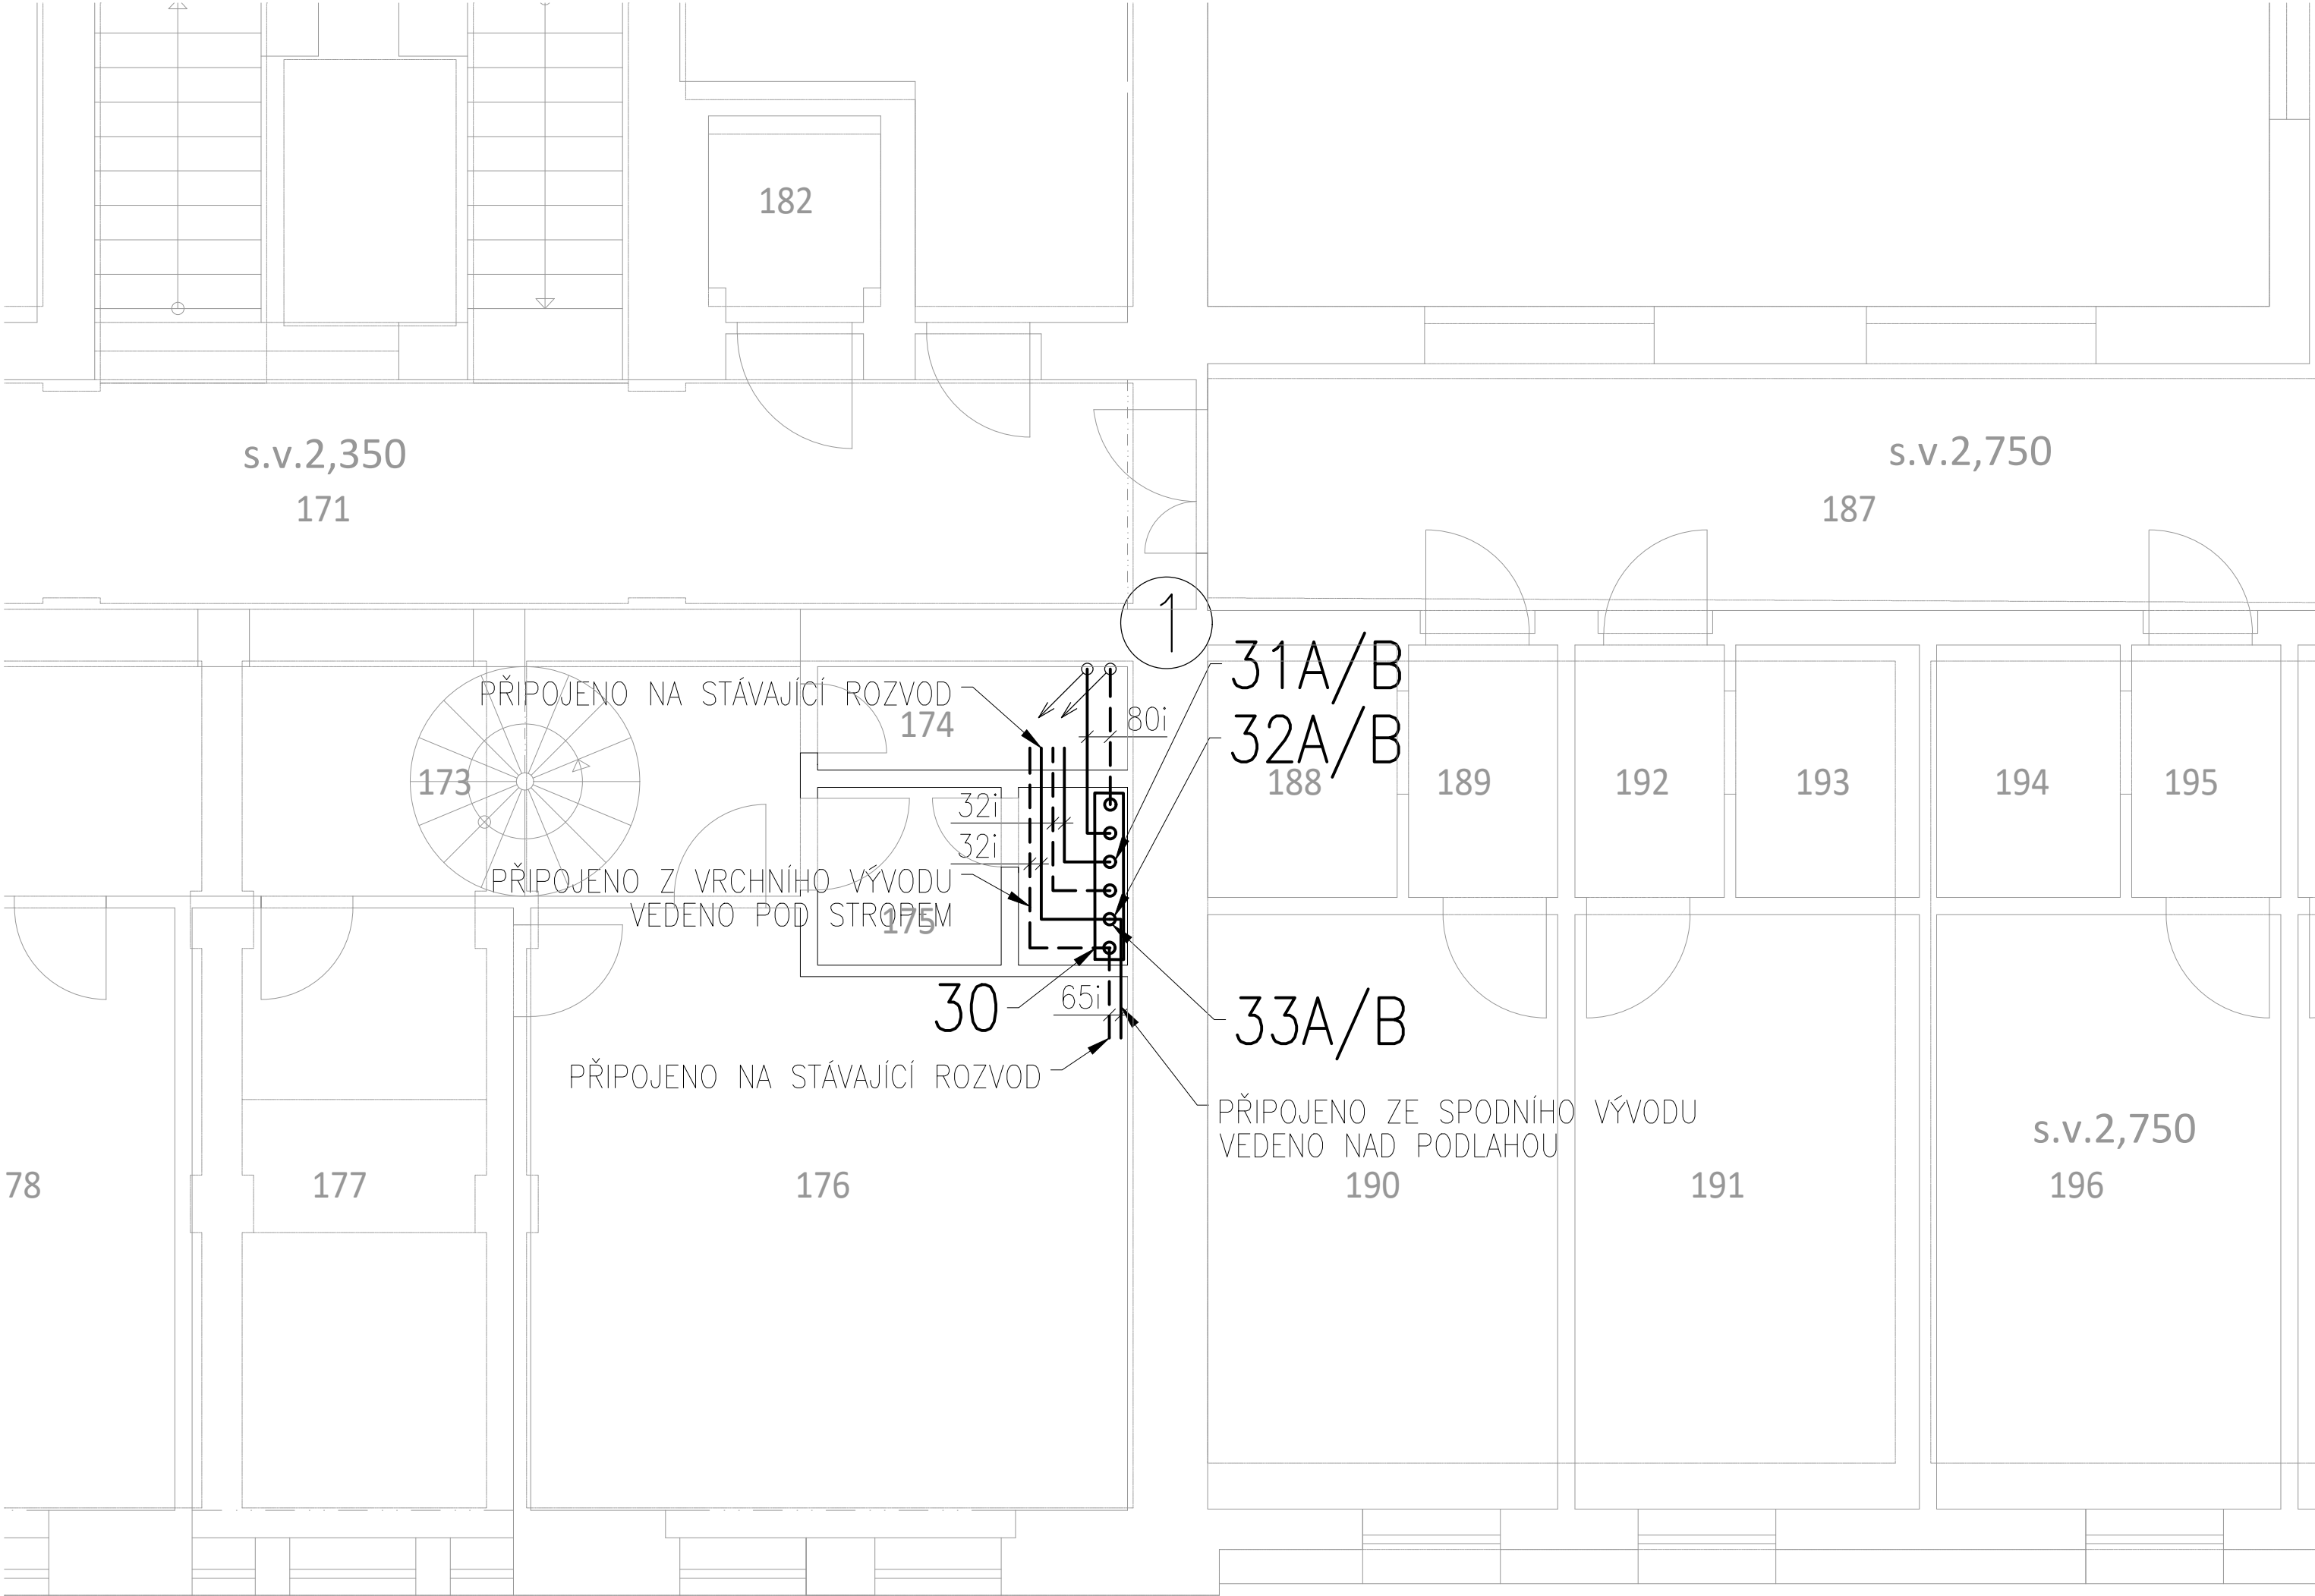 182
s.v.2,350
171
s.v.2,750
187
1
31A/B
32A/B
PŘIPOJENO NA STÁVAJÍCÍ ROZVOD
174
80i
173
188
189
192
193
194
195
32i
32i
PŘIPOJENO Z VRCHNÍHO VÝVODU
VEDENO POD STROPEM
175
30
65i
33A/B
PŘIPOJENO NA STÁVAJÍCÍ ROZVOD
PŘIPOJENO ZE SPODNÍHO VÝVODU
VEDENO NAD PODLAHOU
s.v.2,750
78
177
176
190
191
196